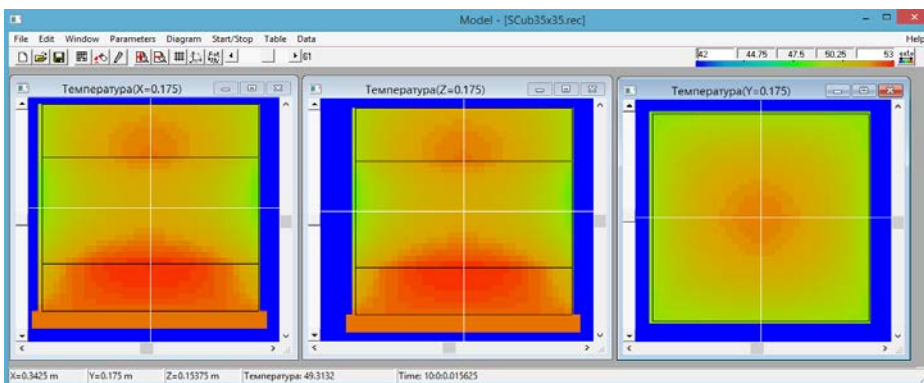 Model - [SCub35x35.rec]
File Edit Window Parameters Diagram Start/Stop Table Data Help
61 42 44.75 47.5 50.25 53
Температура(X=0.175) Температура(Z=0.175) Температура(Y=0.175)
X=0.3425 m Y=0.175 m Z=0.15375 m Температура: 49.3132 Time: 10:0:0.015625